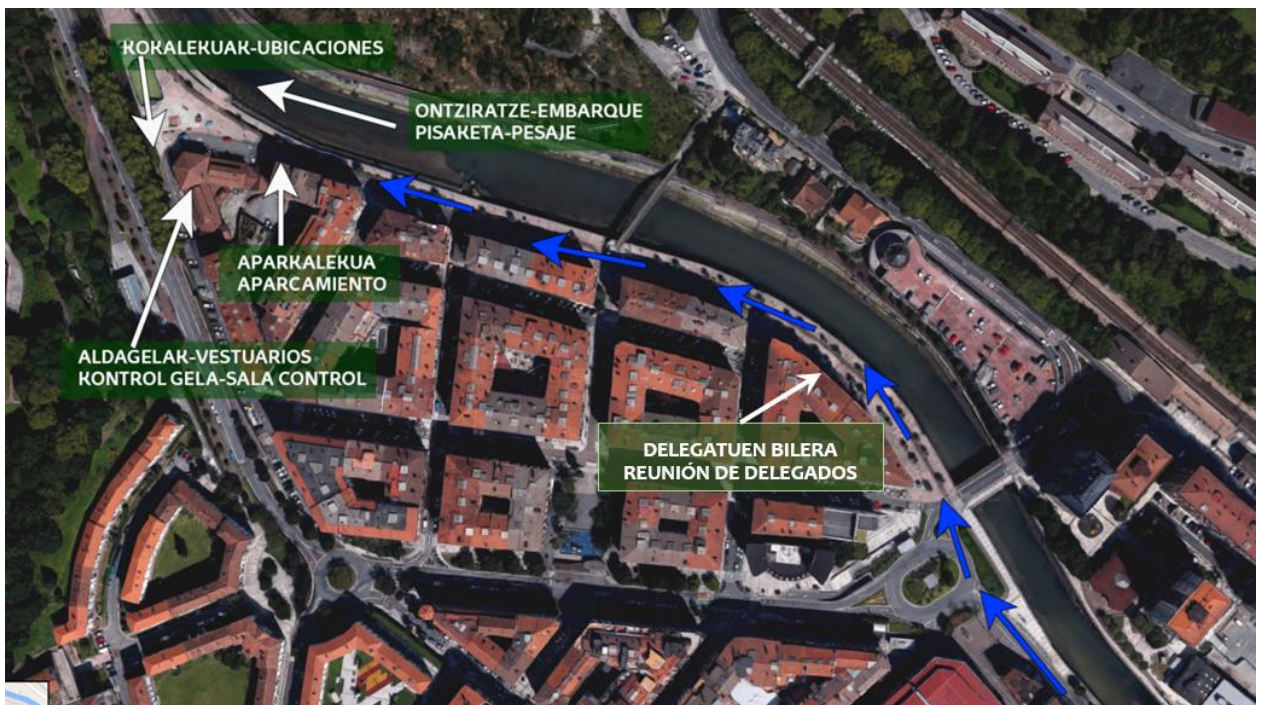 KOKALEKUAK-UBICACIONES
ONTZIRATZE-EMBARQUE
PISAKETA-PESAJE
APARKALEKUA
APARCAMIENTO
ALDAGELAK-VESTUARIOS
KONTROL GELA-SALA CONTROL
DELEGATUEN BILERA
REUNIÓN DE DELEGADOS